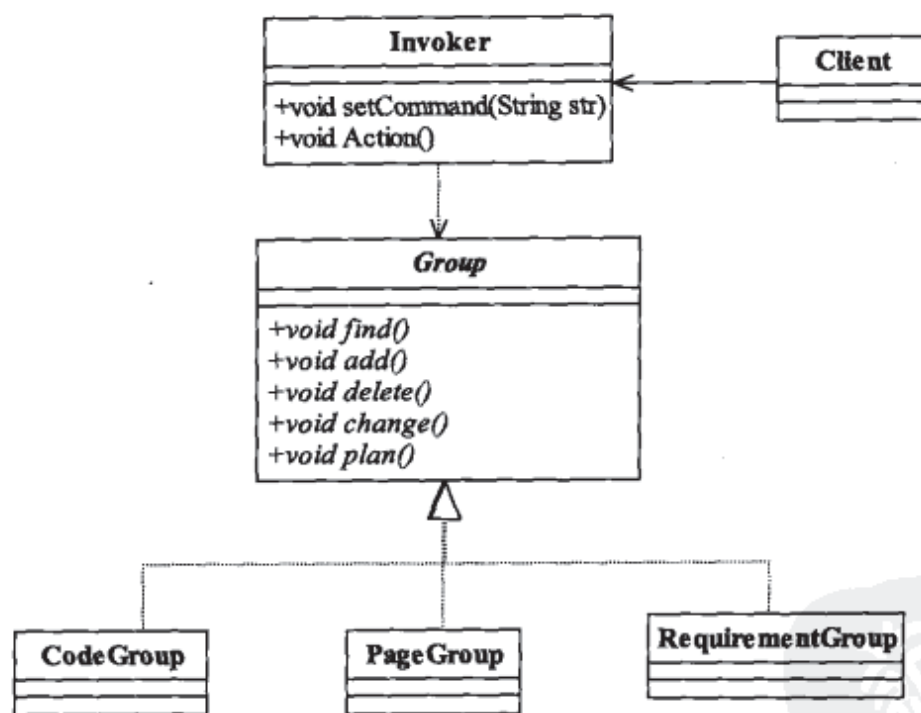 Invoker
+void setCommand(String str)
+void Action()
Client
Group
+void find()
+void add()
+void delete()
+void change()
+void plan()
CodeGroup
PageGroup
RequirementGroup